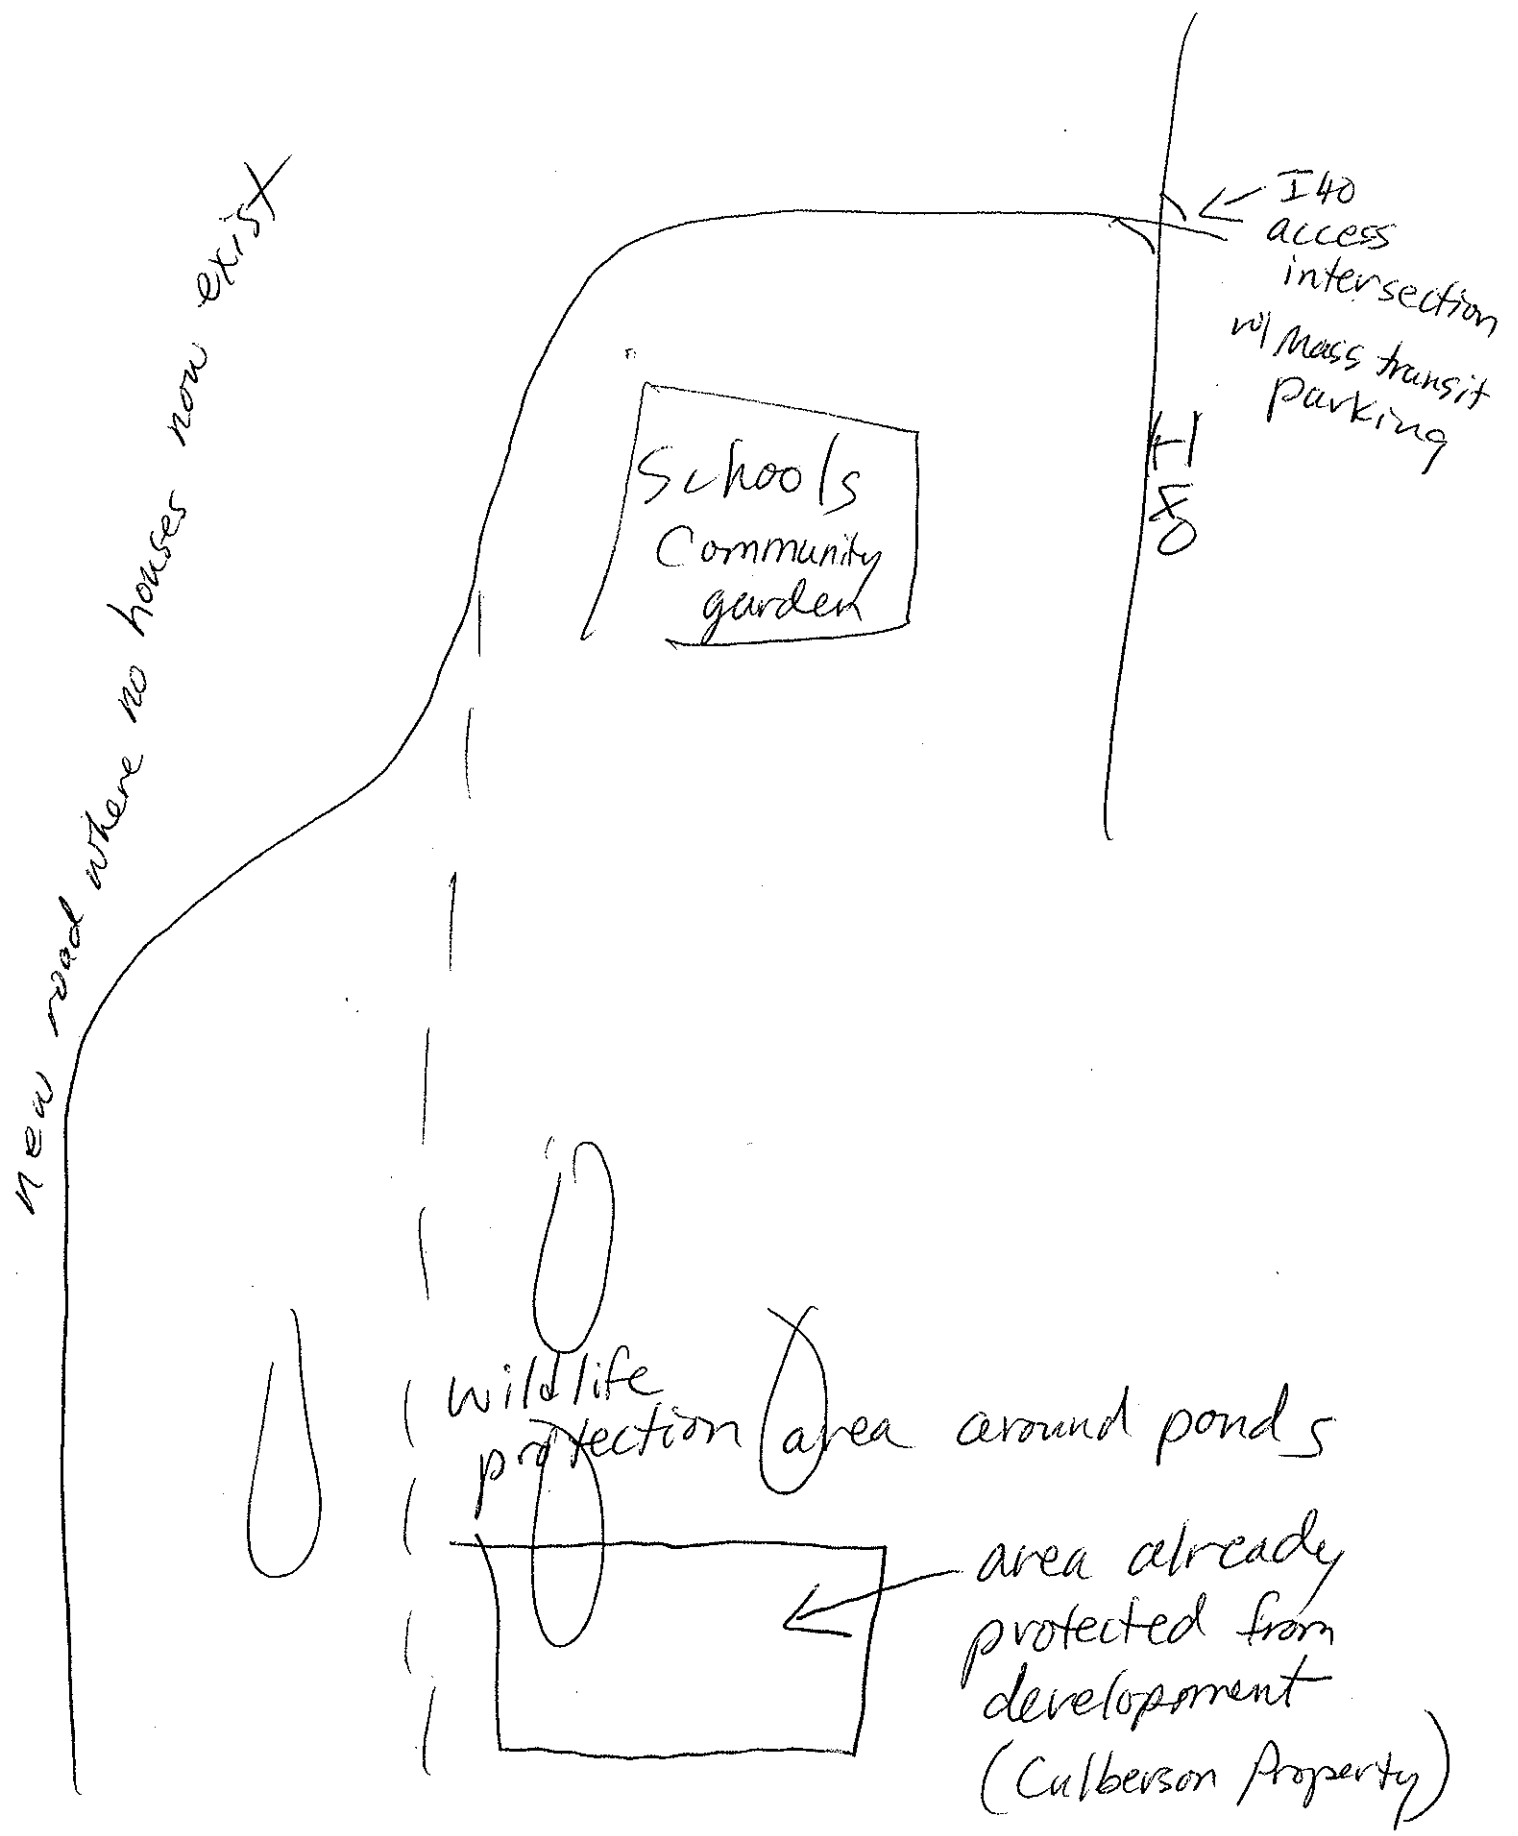 new road where no houses now exist
I40
access
intersection
w/ Mass transit
parking
I40
Schools
Community
garden
wildlife
protection area around ponds
area already
protected from
development
(Culberson Property)